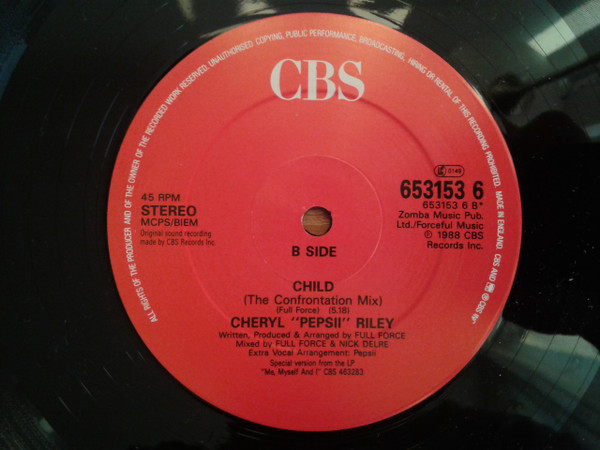 ALL RIGHTS OF THE PRODUCER AND OF THE OWNER OF THE RECORDED WORK RESERVED. UNAUTHORISED COPYING, PUBLIC PERFORMANCE, BROADCASTING, HIRING OR RENTAL OF THIS RECORDING PROHIBITED. MADE IN ENGLAND. CBS AND
CBS
45 RPM
STEREO
MCPS/BIEM
Original sound recording
made by CBS Records Inc.
0149
653153 6
653153 6 B*
Zomba Music Pub.
Ltd./Forceful Music
℗ 1988 CBS
Records Inc.
B SIDE
CHILD
(The Confrontation Mix)
(Full Force) (5.18)
CHERYL "PEPSII" RILEY
Written, Produced & Arranged by FULL FORCE
Mixed by FULL FORCE & NICK DELRE
Extra Vocal Arrangement: Pepsii
Special version from the LP
"Me, Myself And I" CBS 463283